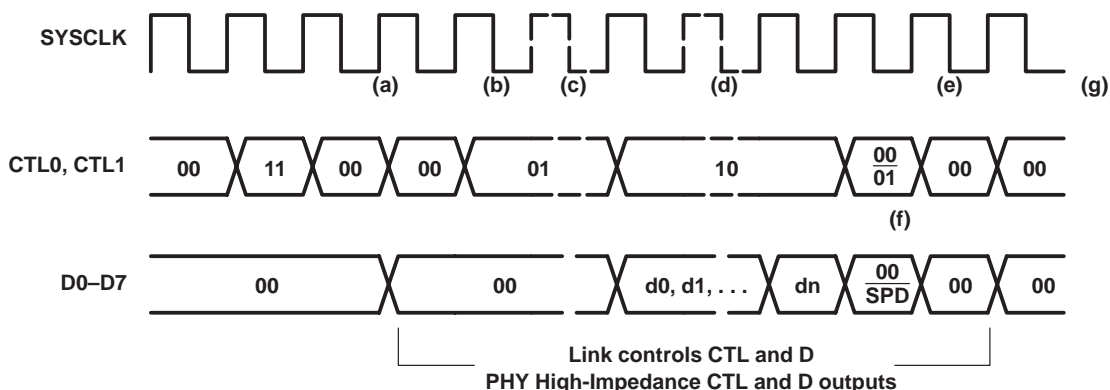 SYSCLK
(a) (b) (c) (d) (e) (g)
CTL0, CTL1 00 11 00 00 01 10 00 00 00
01
(f)
D0–D7 00 00 d0, d1, . . . dn 00 00 00
SPD
Link controls CTL and D
PHY High-Impedance CTL and D outputs